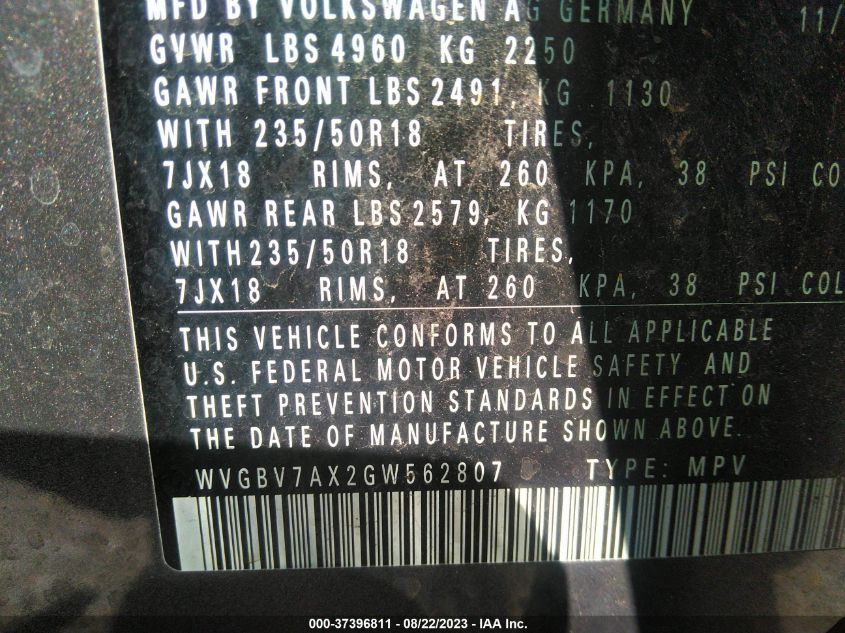 MFD BY VOLKSWAGEN AG GERMANY 11/
GVWR LBS 4960 KG 2250
GAWR FRONT LBS 2491, KG 1130
WITH 235/50R18 TIRES,
7JX18 RIMS, AT 260 KPA, 38 PSI CO
GAWR REAR LBS 2579, KG 1170
WITH 235/50R18 TIRES,
7JX18 RIMS, AT 260 KPA, 38 PSI COL
THIS VEHICLE CONFORMS TO ALL APPLICABLE
U.S. FEDERAL MOTOR VEHICLE SAFETY AND
THEFT PREVENTION STANDARDS IN EFFECT ON
THE DATE OF MANUFACTURE SHOWN ABOVE.
WVGBV7AX2GW562807 TYPE: MPV
000-37396811 - 08/22/2023 - IAA Inc.